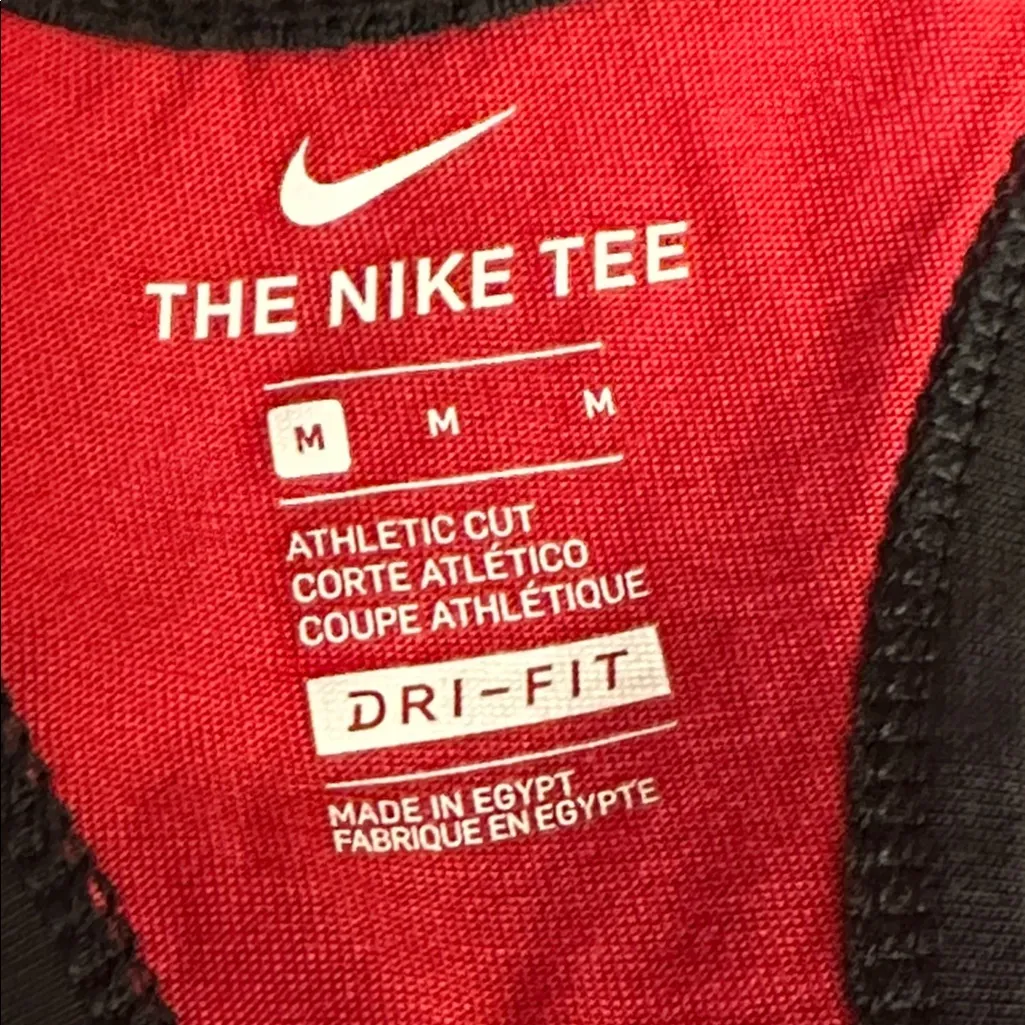 THE NIKE TEE
M M M
ATHLETIC CUT
CORTE ATLÉTICO
COUPE ATHLÉTIQUE
DRI-FIT
MADE IN EGYPT
FABRIQUE EN EGYPTE